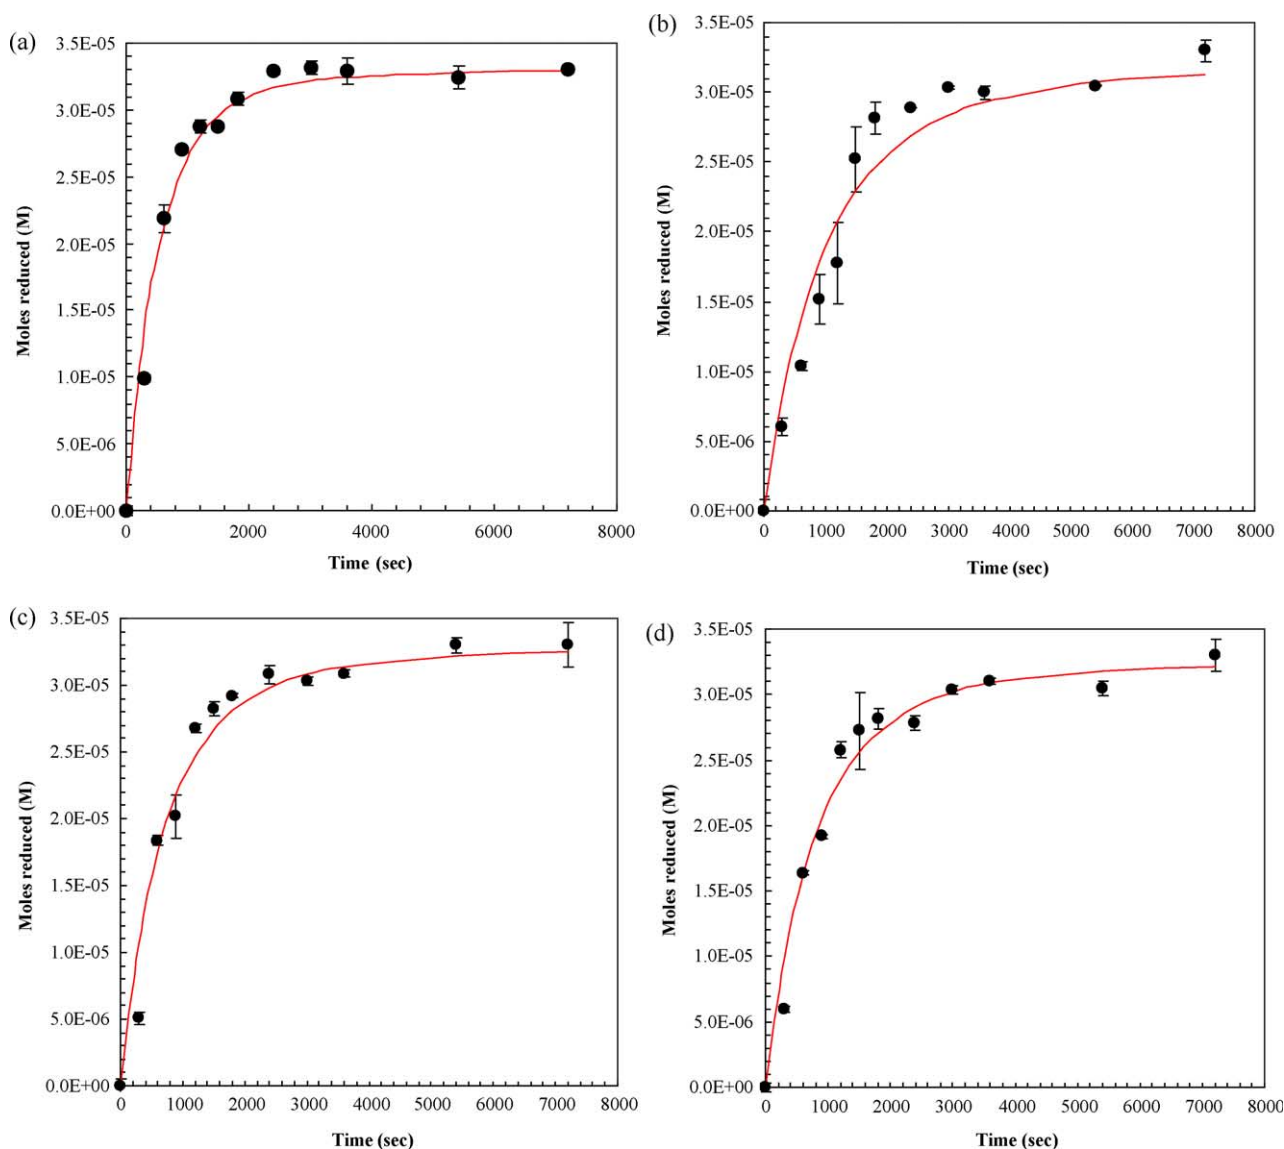 (a)
3.5E-05
3.0E-05
2.5E-05
2.0E-05
1.5E-05
1.0E-05
5.0E-06
0.0E+00
Moles reduced (M)
0 2000 4000 6000 8000
Time (sec)
(b)
3.5E-05
3.0E-05
2.5E-05
2.0E-05
1.5E-05
1.0E-05
5.0E-06
0.0E+00
Moles reduced (M)
0 1000 2000 3000 4000 5000 6000 7000 8000
Time (sec)
(c)
3.5E-05
3.0E-05
2.5E-05
2.0E-05
1.5E-05
1.0E-05
5.0E-06
0.0E+00
Moles reduced (M)
0 1000 2000 3000 4000 5000 6000 7000 8000
Time (sec)
(d)
3.5E-05
3.0E-05
2.5E-05
2.0E-05
1.5E-05
1.0E-05
5.0E-06
0.0E+00
Moles reduced (M)
0 1000 2000 3000 4000 5000 6000 7000 8000
Time (sec)